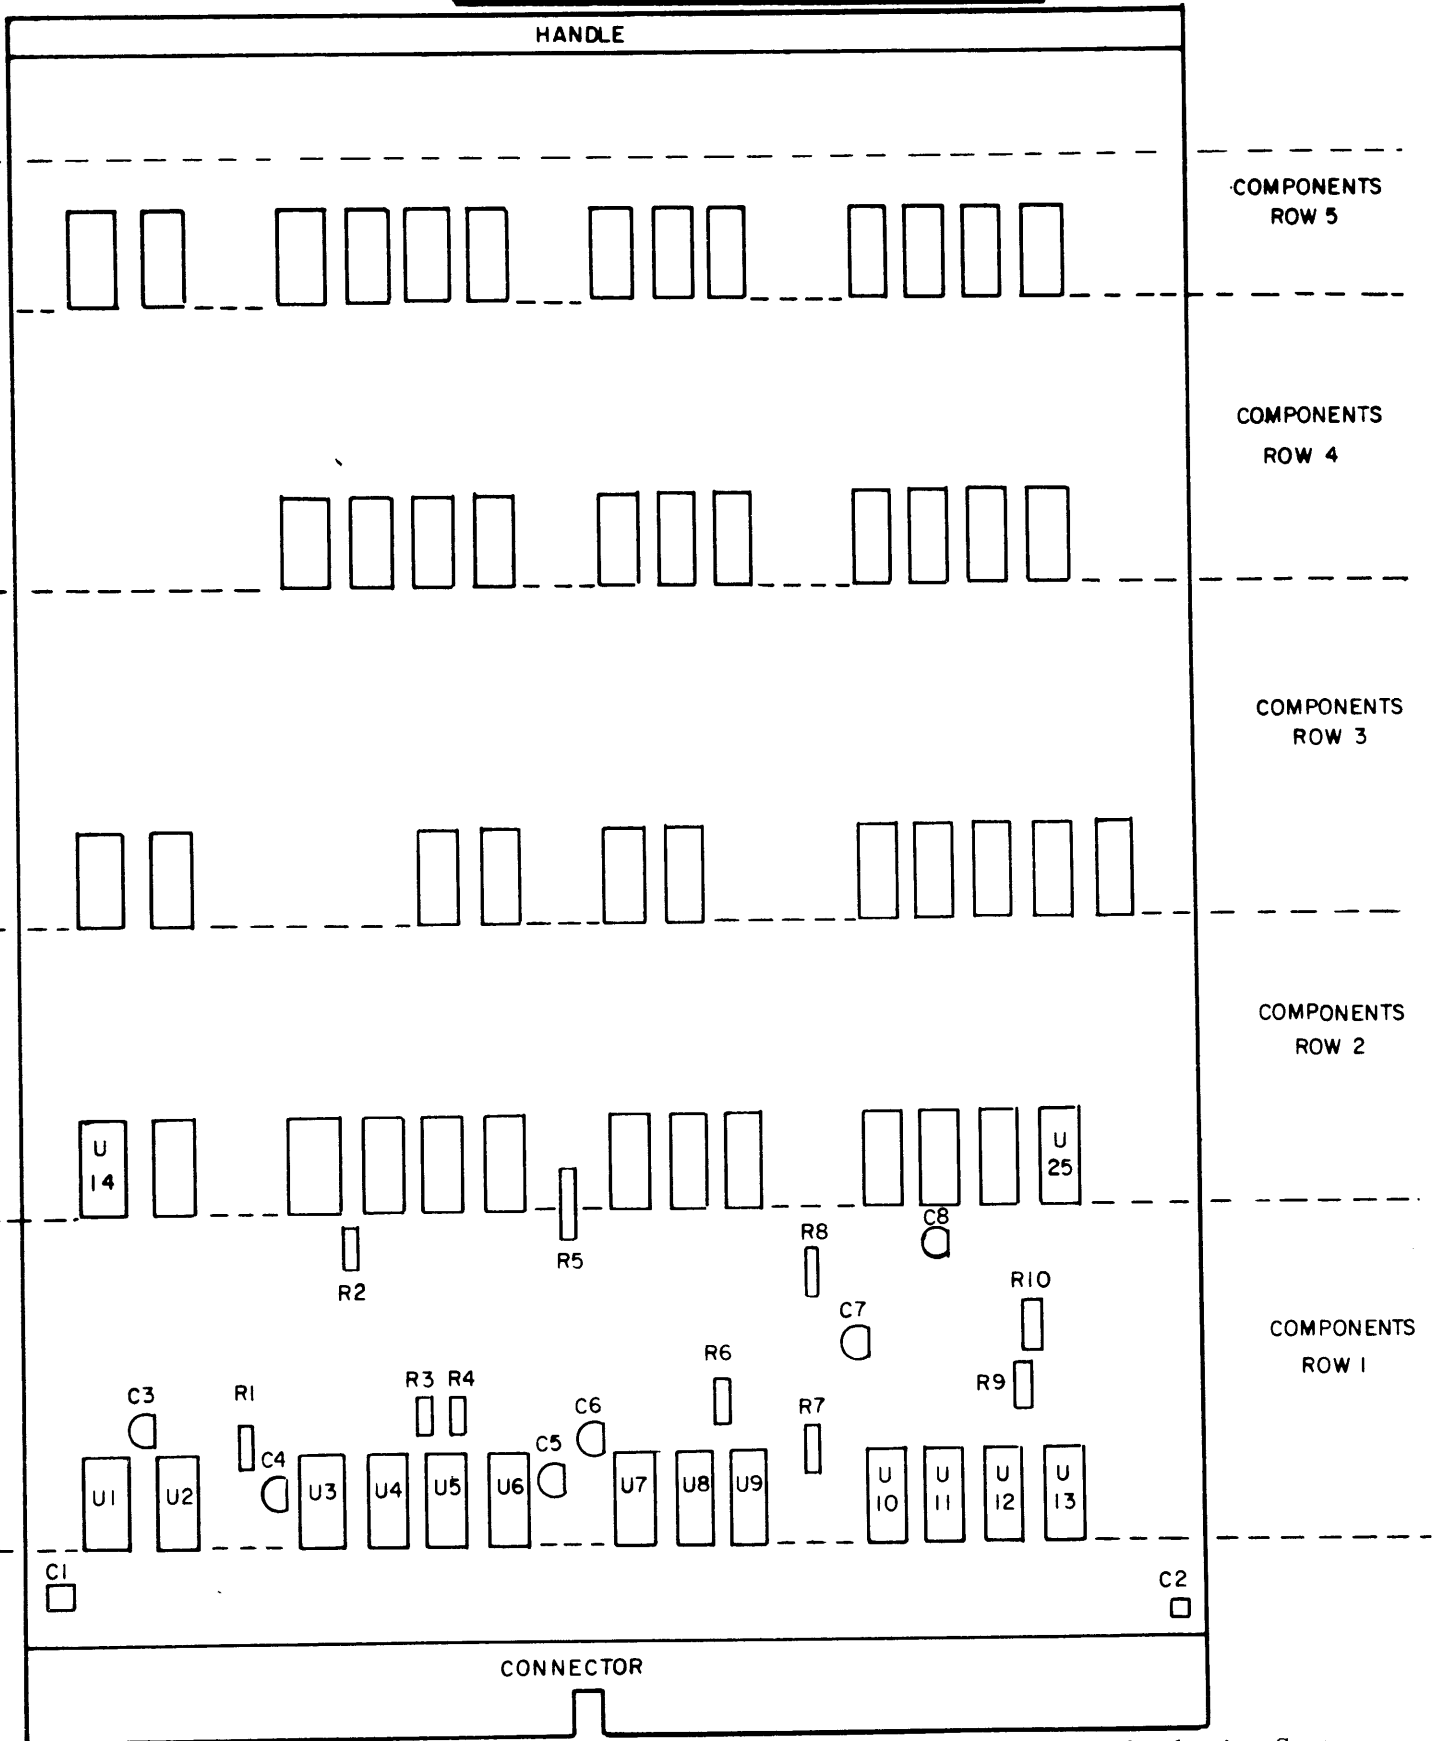 HANDLE
COMPONENTS
ROW 5
COMPONENTS
ROW 4
COMPONENTS
ROW 3
COMPONENTS
ROW 2
U
14
U
25
C8
R8
R5
R2
R10
C7
COMPONENTS
ROW 1
R6
R3 R4
R9
C3
R1
C6
R7
C5
C4
U1
U2
U3
U4
U5
U6
U7
U8
U9
U
10
U
11
U
12
U
13
C1
C2
CONNECTOR